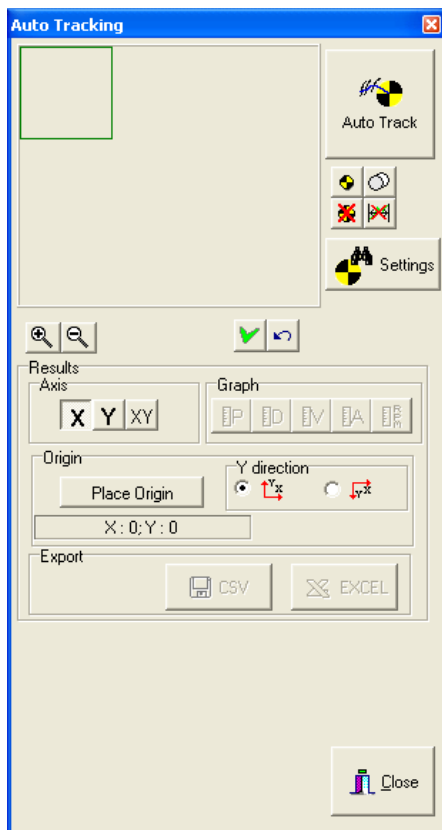 Auto Tracking
Auto Track
Settings
Results
Axis
X Y XY
Graph
P D V A RPM
Origin
Place Origin
X : 0; Y : 0
Y direction
Y X
Y X
Export
CSV
EXCEL
Close